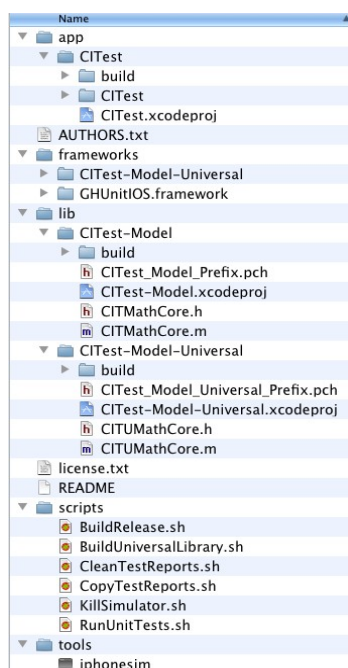 Name
app
CITest
build
CITest
CITest.xcodeproj
AUTHORS.txt
frameworks
CITest-Model-Universal
GHUnitIOS.framework
lib
CITest-Model
build
CITest_Model_Prefix.pch
CITest-Model.xcodeproj
CITMathCore.h
CITMathCore.m
CITest-Model-Universal
build
CITest_Model_Universal_Prefix.pch
CITest-Model-Universal.xcodeproj
CITUMathCore.h
CITUMathCore.m
license.txt
README
scripts
BuildRelease.sh
BuildUniversalLibrary.sh
CleanTestReports.sh
CopyTestReports.sh
KillSimulator.sh
RunUnitTests.sh
tools
iphonesim